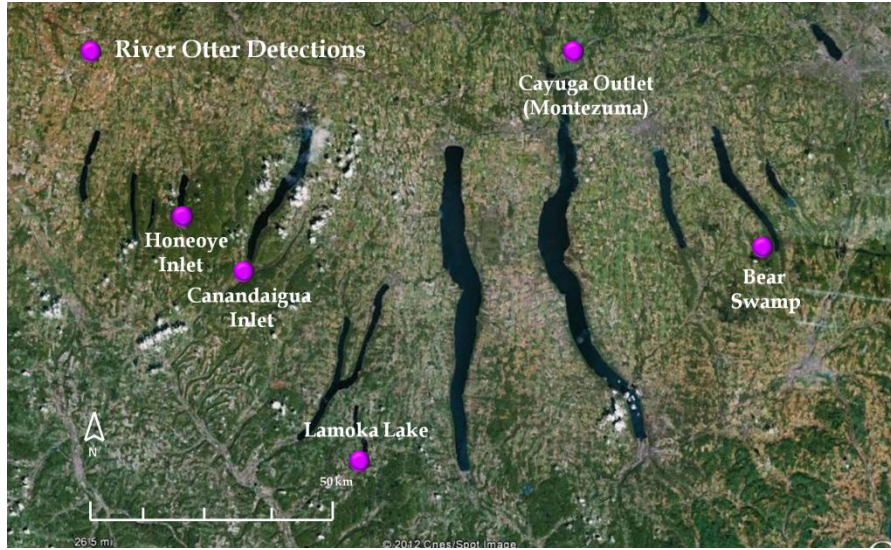 River Otter Detections
Cayuga Outlet
(Montezuma)
Honeoye
Inlet
Canandaigua
Inlet
Bear
Swamp
Lamoka Lake
N
50 km
26.5 mi
© 2012 Cnes/Spot Image